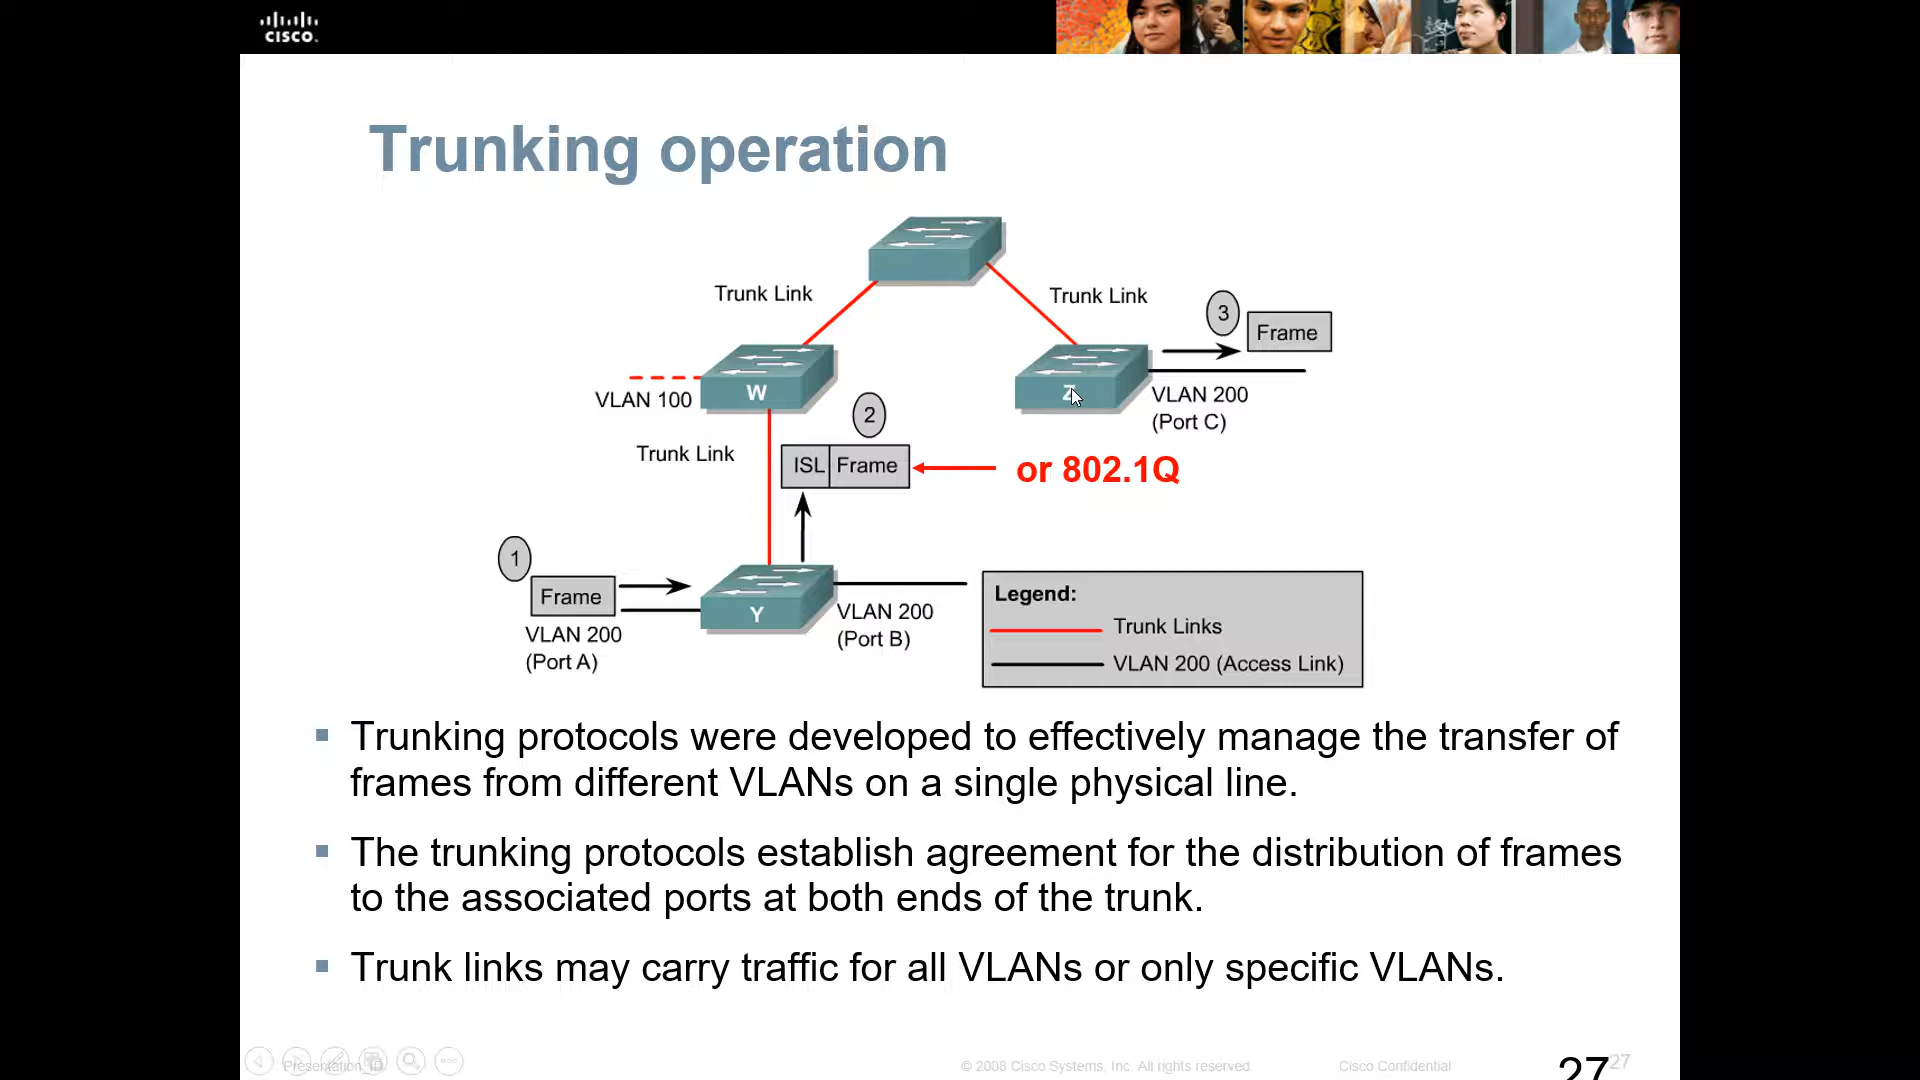 CISCO.
Trunking operation
Trunk Link
Trunk Link
3
Frame
W
Z
VLAN 100
VLAN 200
(Port C)
2
Trunk Link
ISL
Frame
or 802.1Q
1
Frame
VLAN 200
(Port A)
Y
VLAN 200
(Port B)
Legend:
Trunk Links
VLAN 200 (Access Link)
Trunking protocols were developed to effectively manage the transfer of
frames from different VLANs on a single physical line.
The trunking protocols establish agreement for the distribution of frames
to the associated ports at both ends of the trunk.
Trunk links may carry traffic for all VLANs or only specific VLANs.
Presentation_ID
© 2008 Cisco Systems, Inc. All rights reserved.
Cisco Confidential
27
27